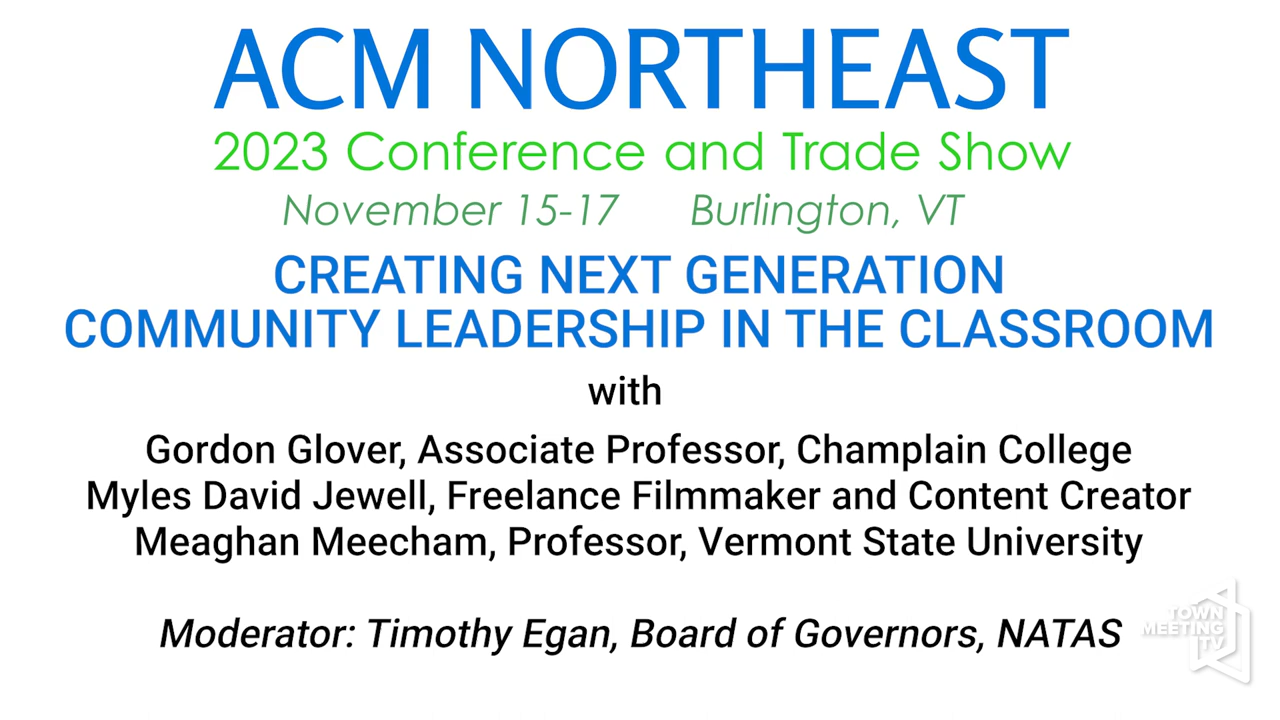 ACM NORTHEAST
2023 Conference and Trade Show
November 15-17 Burlington, VT
CREATING NEXT GENERATION
COMMUNITY LEADERSHIP IN THE CLASSROOM
with
Gordon Glover, Associate Professor, Champlain College
Myles David Jewell, Freelance Filmmaker and Content Creator
Meaghan Meecham, Professor, Vermont State University
Moderator: Timothy Egan, Board of Governors, NATAS
TOWN
MEETING
TV